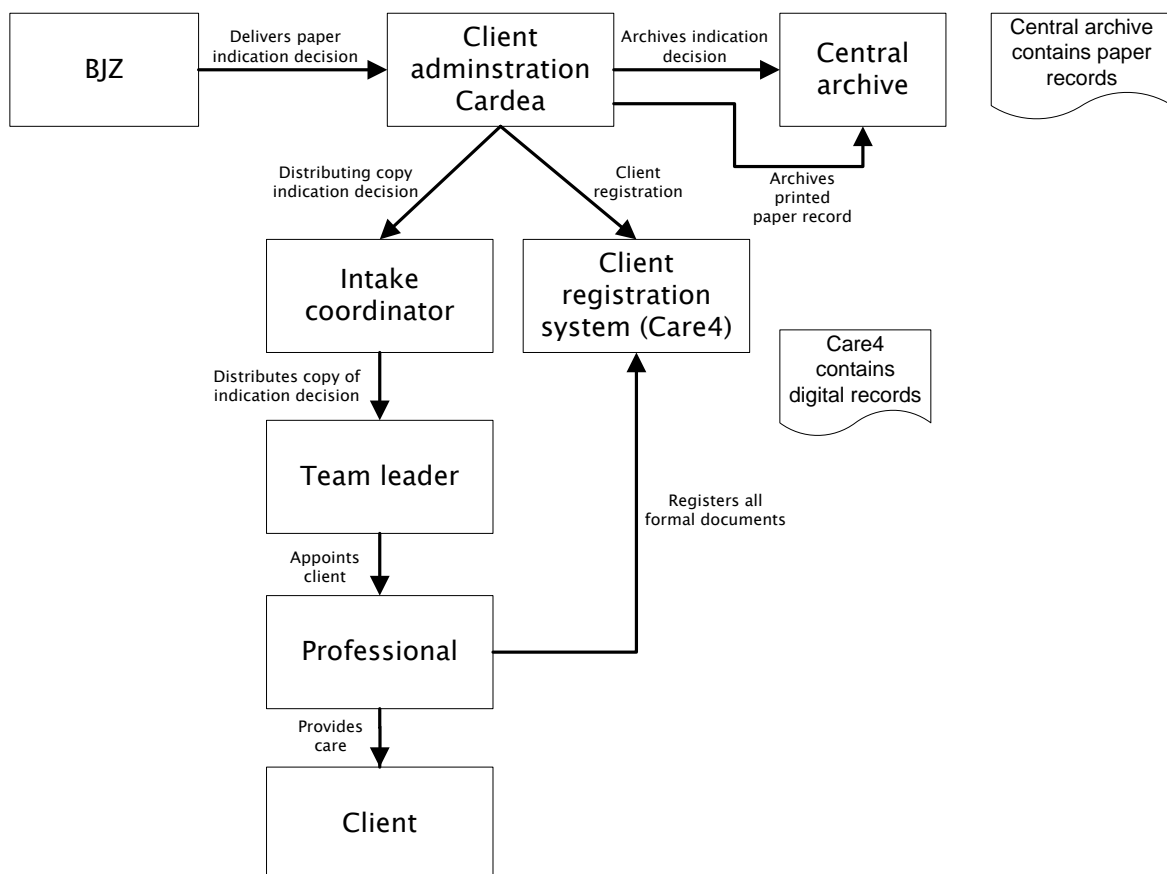 BJZ
Delivers paper
indication decision
Client
adminstration
Cardea
Archives indication
decision
Central
archive
Central archive
contains paper
records
Distributing copy
indication decision
Client
registration
Archives
printed
paper record
Intake
coordinator
Client
registration
system (Care4)
Care4
contains
digital records
Distributes copy of
indication decision
Team leader
Registers all
formal documents
Appoints
client
Professional
Provides
care
Client